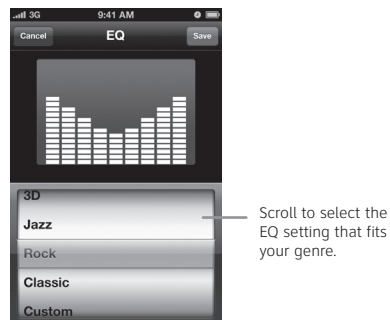 3G 9:41 AM
Cancel EQ Save
3D
Jazz
Rock
Classic
Custom
Scroll to select the
EQ setting that fits
your genre.